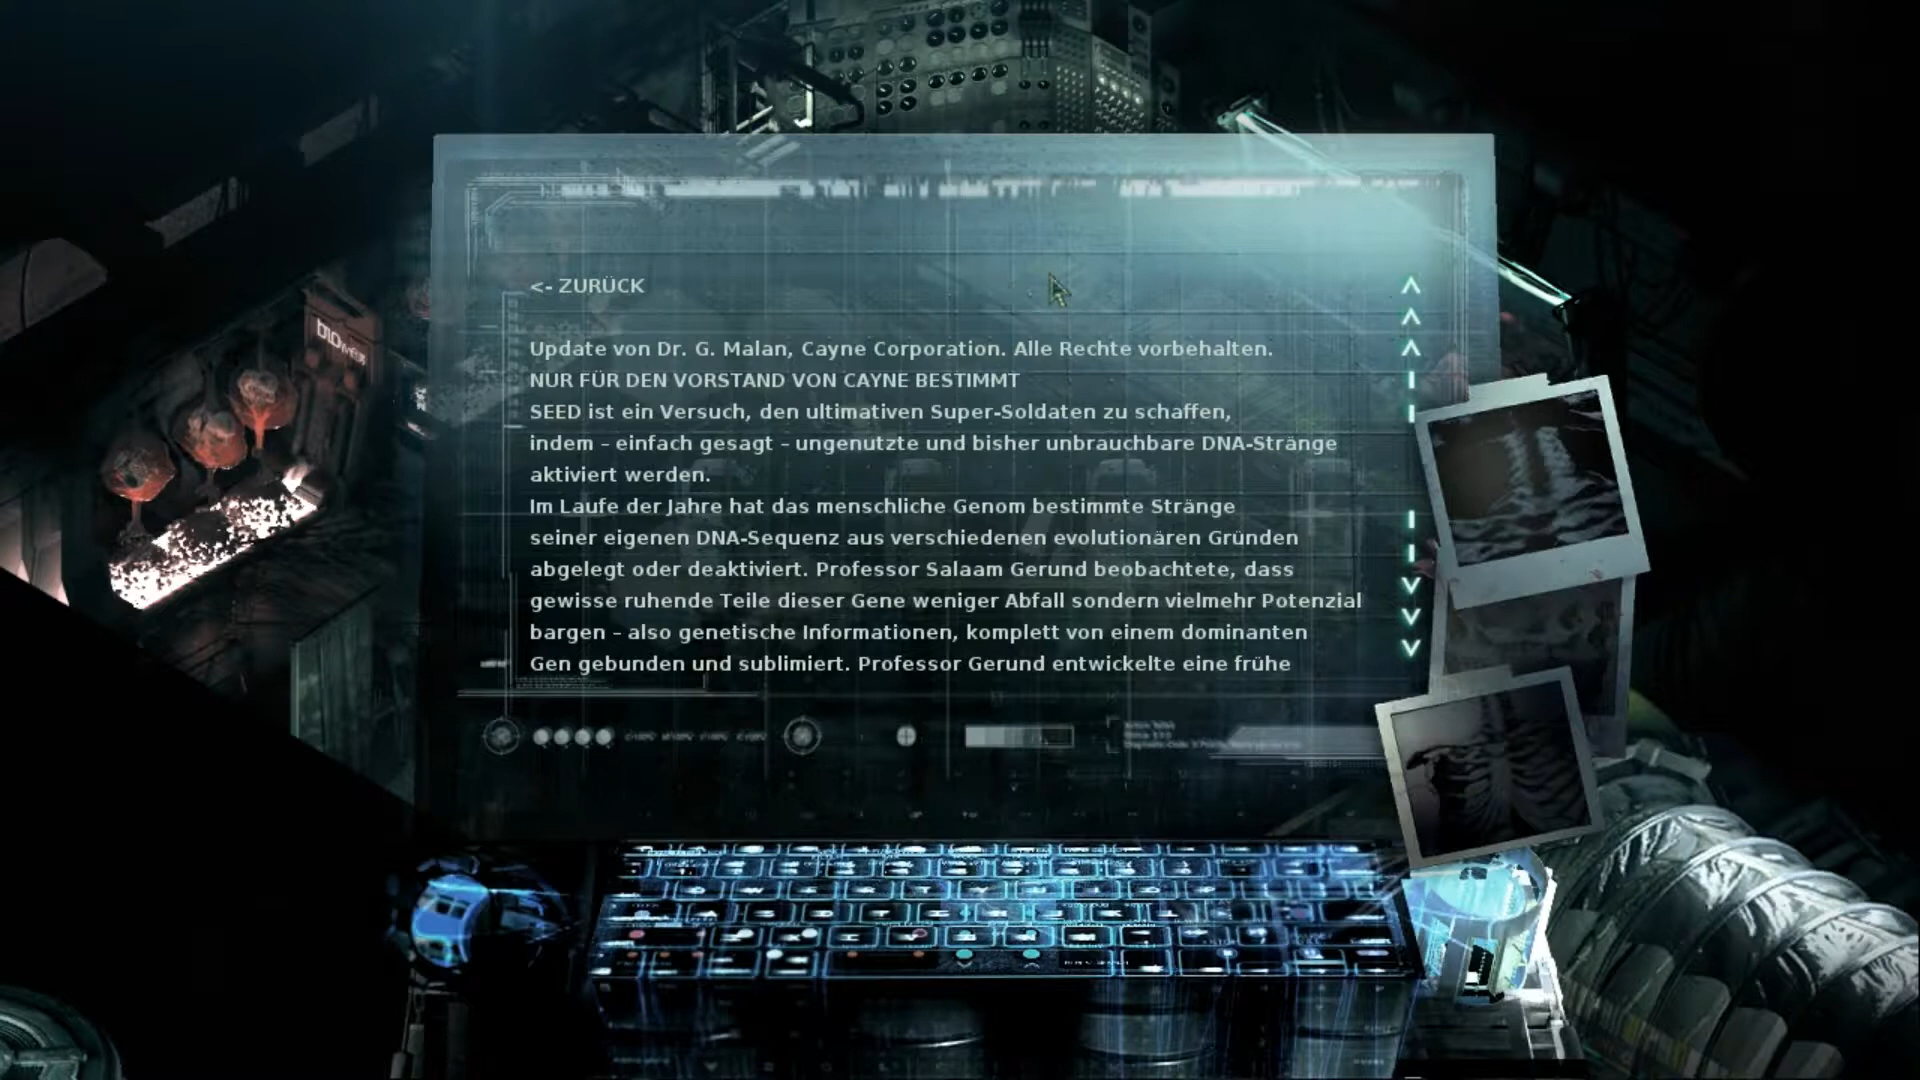 <- ZURÜCK
Update von Dr. G. Malan, Cayne Corporation. Alle Rechte vorbehalten.
NUR FÜR DEN VORSTAND VON CAYNE BESTIMMT
SEED ist ein Versuch, den ultimativen Super-Soldaten zu schaffen,
indem – einfach gesagt – ungenutzte und bisher unbrauchbare DNA-Stränge
aktiviert werden.
Im Laufe der Jahre hat das menschliche Genom bestimmte Stränge
seiner eigenen DNA-Sequenz aus verschiedenen evolutionären Gründen
abgelegt oder deaktiviert. Professor Salaam Gerund beobachtete, dass
gewisse ruhende Teile dieser Gene weniger Abfall sondern vielmehr Potenzial
bargen – also genetische Informationen, komplett von einem dominanten
Gen gebunden und sublimiert. Professor Gerund entwickelte eine frühe